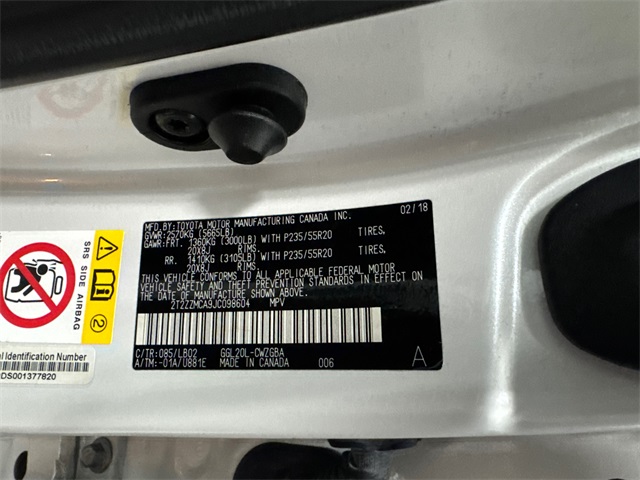 MFD. BY: TOYOTA MOTOR MANUFACTURING CANADA INC. 02/18
GVWR: 2570KG (5665LB)
GAWR: FRT. 1360KG (3000LB) WITH P235/55R20 TIRES,
20X8J RIMS
RR. 1410KG (3105LB) WITH P235/55R20 TIRES,
20X8J RIMS
THIS VEHICLE CONFORMS TO ALL APPLICABLE FEDERAL MOTOR
VEHICLE SAFETY AND THEFT PREVENTION STANDARDS IN
EFFECT ON THE DATE OF MANUFACTURE SHOWN ABOVE.
2T2ZZMCA9JC098604 MPV
C/TR: 085/LB02 GGL20L-CWZGBA
A/TM: -01A/U881E MADE IN CANADA 006 A
SRS SIDE AIRBAG
2
l Identification Number
DS001377820